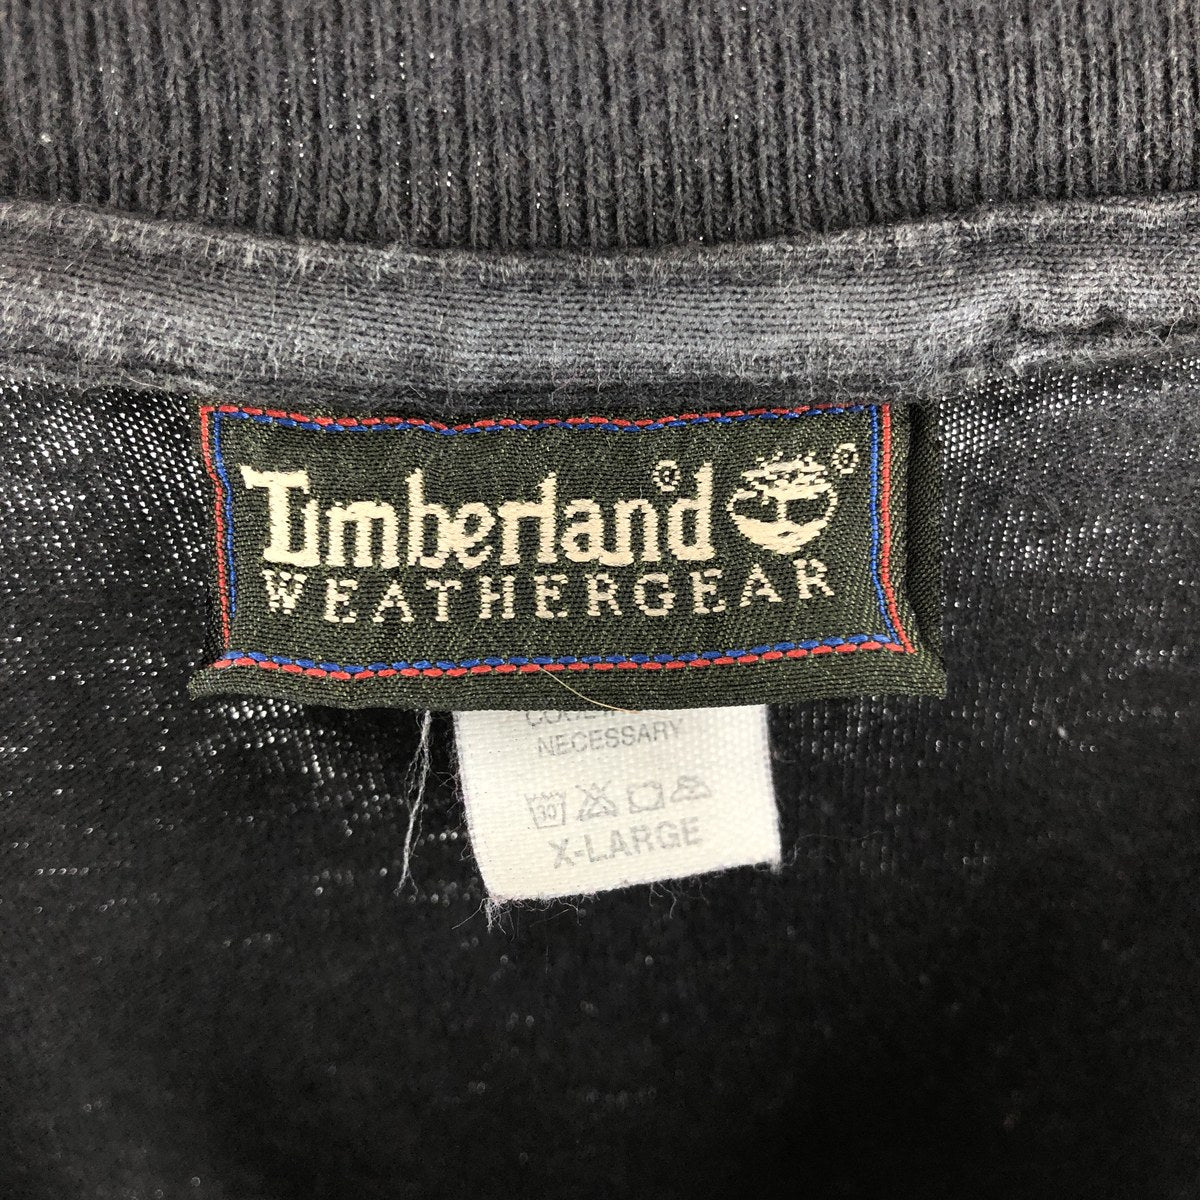 Timberland®
WEATHERGEAR
NECESSARY
30
X-LARGE